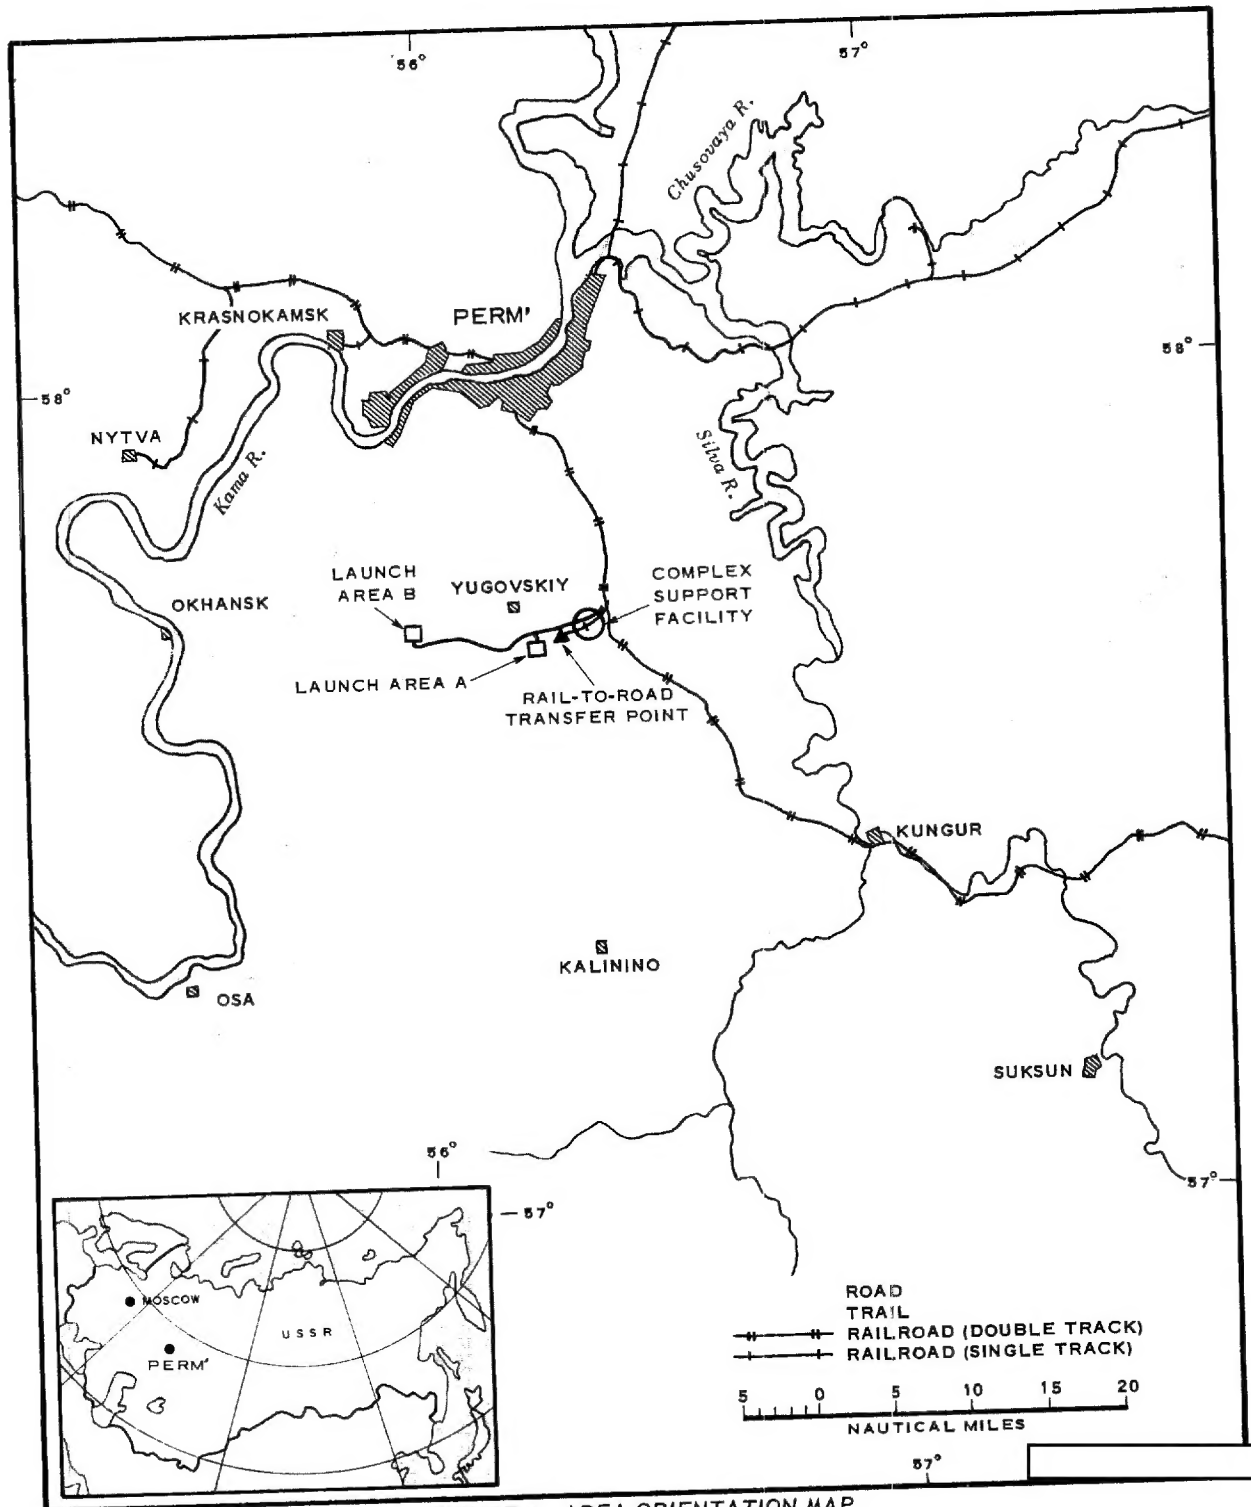 56°
57°
Chusovaya R.
KRASNOKAMSK
PERM'
58°
58°
NYTVA
Kama R.
Silva R.
LAUNCH
AREA B
YUGOVSKIY
COMPLEX
SUPPORT
FACILITY
OKHANSK
LAUNCH AREA A
RAIL-TO-ROAD
TRANSFER POINT
KUNGUR
KALININO
OSA
SUKSUN
56°
57°
57°
MOSCOW
USSR
PERM'
ROAD
TRAIL
RAILROAD (DOUBLE TRACK)
RAILROAD (SINGLE TRACK)
5 0 5 10 15 20
NAUTICAL MILES
57°
AREA ORIENTATION MAP